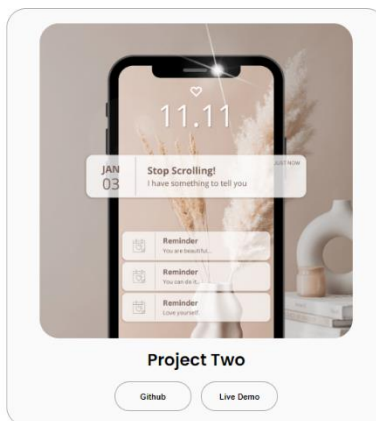 11.11
JUST NOW
JAN
03
Stop Scrolling!
I have something to tell you
Reminder
You are beautiful...
Reminder
You can do it...
Reminder
Love yourself.
Project Two
Github
Live Demo